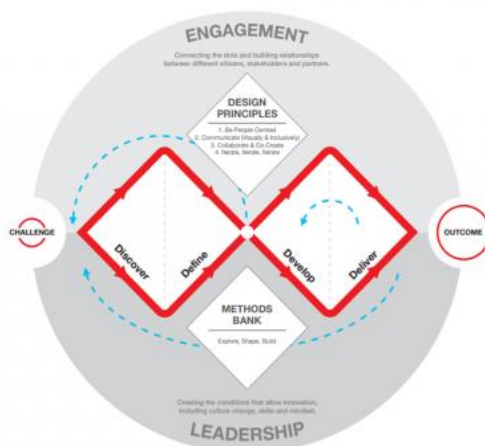 ENGAGEMENT
Connecting the dots and building relationships
between different citizens, stakeholders and partners.
DESIGN
PRINCIPLES
1. Be People Centred
2. Communicate (Visually & Inclusively)
3. Collaborate & Co-Create
4. Iterate, Iterate, Iterate
CHALLENGE
OUTCOME
Discover
Define
Develop
Deliver
METHODS
BANK
Explore, Shape, Build
Creating the conditions that allow innovation,
including culture change, skills and mindset.
LEADERSHIP